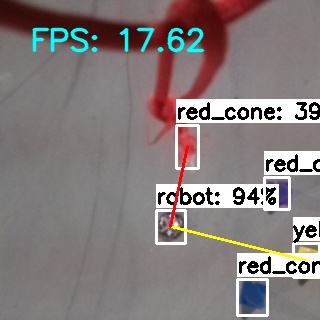 FPS: 17.62
red_cone: 39
red_c
robot: 94%
yel
red_con